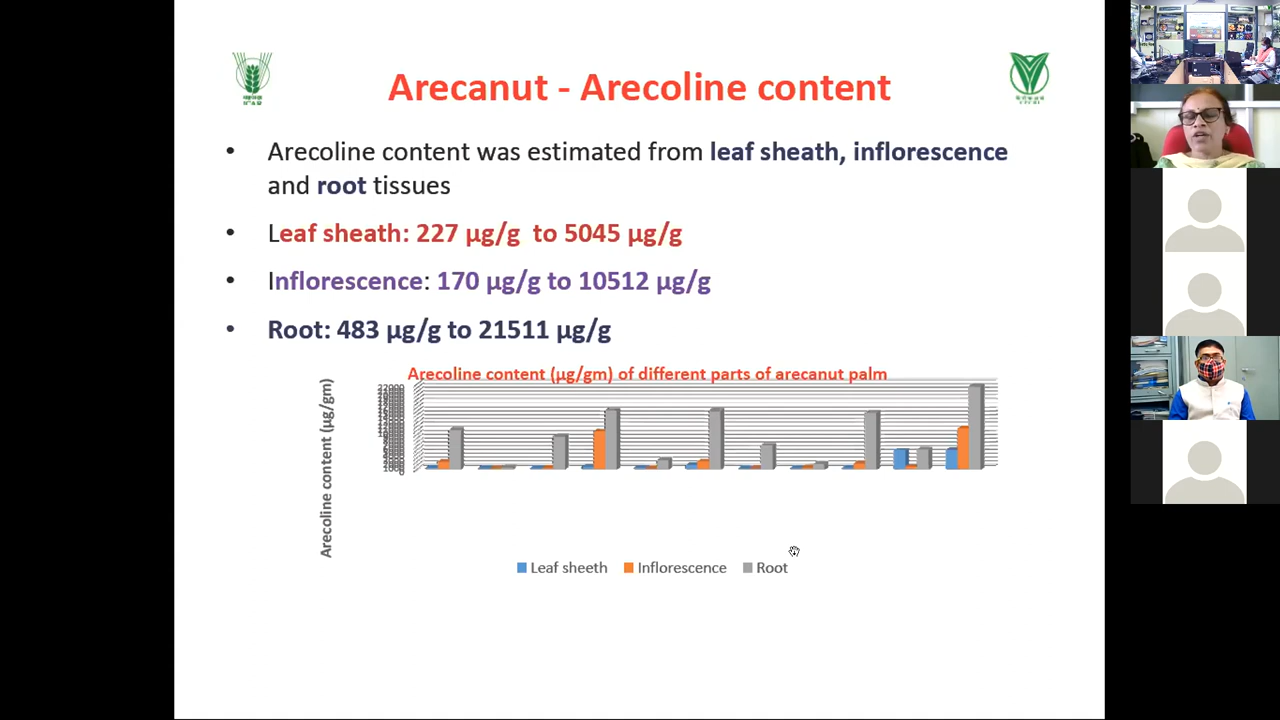 Arecanut - Arecoline content
• Arecoline content was estimated from leaf sheath, inflorescence
and root tissues
• Leaf sheath: 227 µg/g to 5045 µg/g
• Inflorescence: 170 µg/g to 10512 µg/g
• Root: 483 µg/g to 21511 µg/g
Arecoline content (µg/gm) of different parts of arecanut palm
Arecoline content (µg/gm)
22000
Leaf sheeth Inflorescence Root